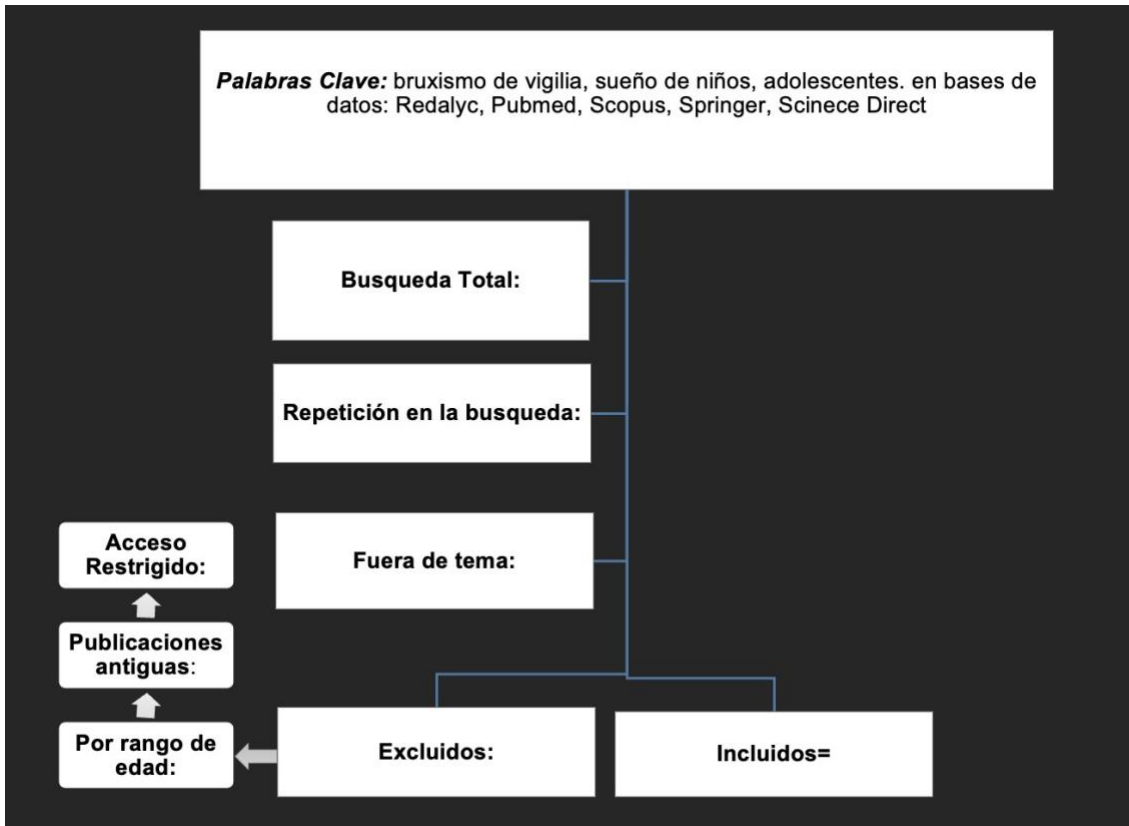 Palabras Clave: bruxismo de vigilia, sueño de niños, adolescentes. en bases de
datos: Redalyc, Pubmed, Scopus, Springer, Scinece Direct
Busqueda Total:
Repetición en la busqueda:
Fuera de tema:
Acceso
Restrigido:
Publicaciones
antiguas:
Por rango de
edad:
Excluidos:
Incluidos=